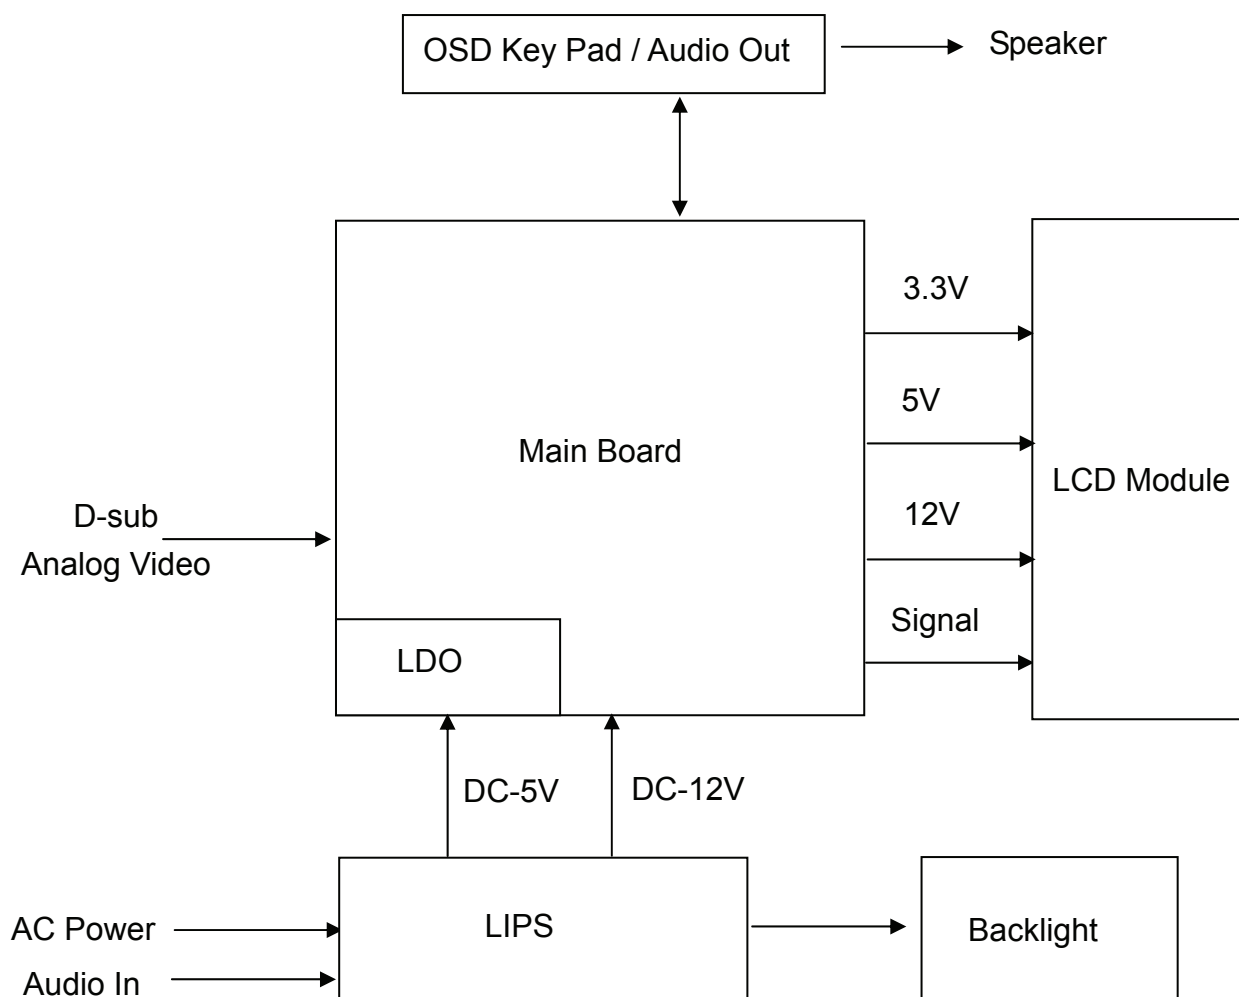 OSD Key Pad / Audio Out
Speaker
3.3V
5V
Main Board
LCD Module
12V
D-sub
Analog Video
Signal
LDO
DC-5V
DC-12V
AC Power
LIPS
Backlight
Audio In